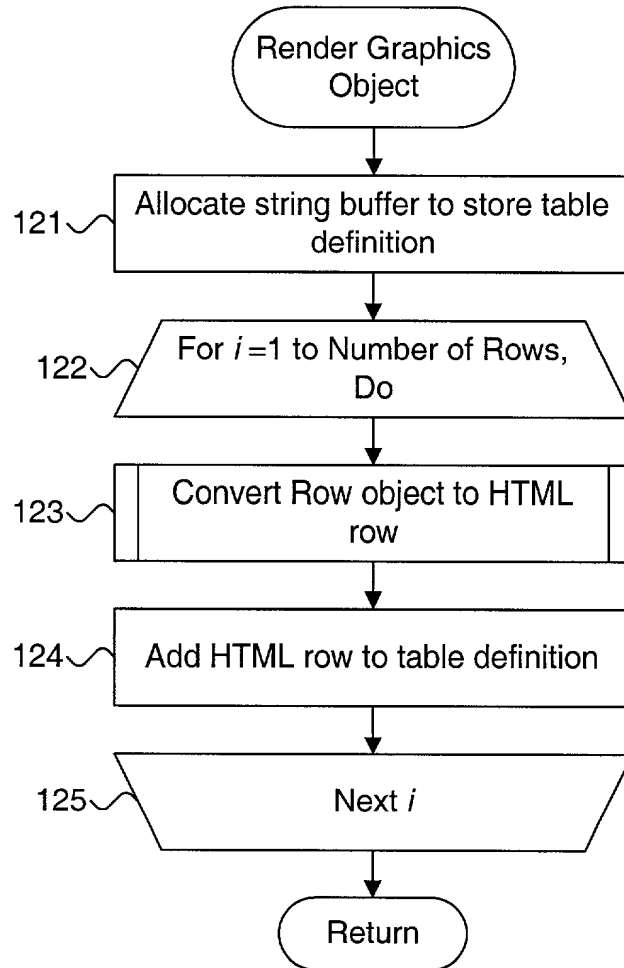 Render Graphics
Object
121
Allocate string buffer to store table
definition
122
For i =1 to Number of Rows,
Do
123
Convert Row object to HTML
row
124
Add HTML row to table definition
125
Next i
Return